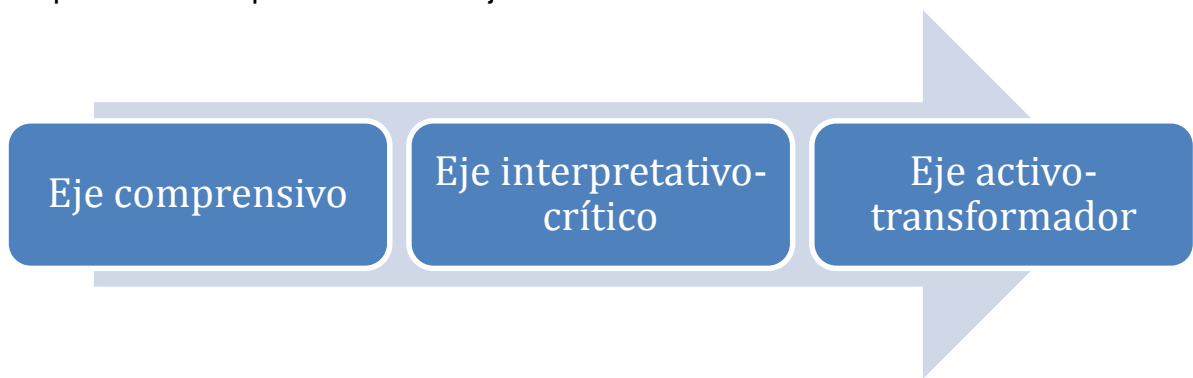 Eje comprensivo
Eje interpretativo-
crítico
Eje activo-
transformador